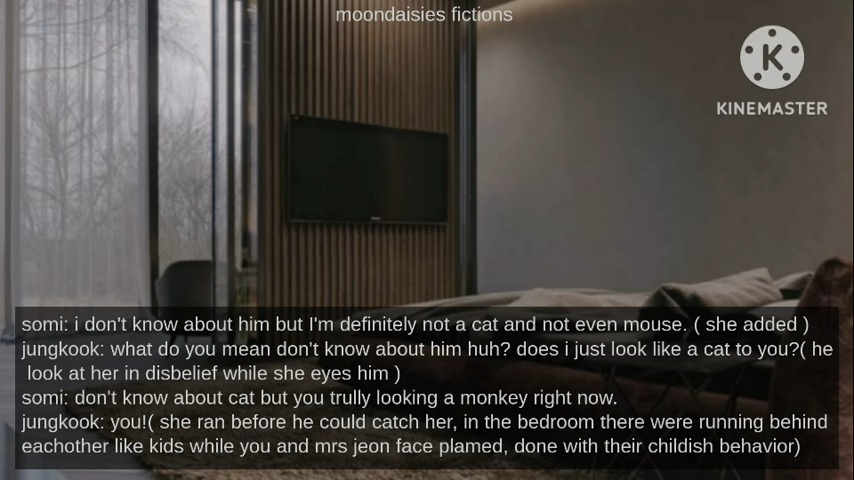 moondaisies fictions
KINEMASTER
somi: i don't know about him but I'm definitely not a cat and not even mouse. ( she added )
jungkook: what do you mean don't know about him huh? does i just look like a cat to you?( he
look at her in disbelief while she eyes him )
somi: don't know about cat but you trully looking a monkey right now.
jungkook: you!( she ran before he could catch her, in the bedroom there were running behind
eachother like kids while you and mrs jeon face plamed, done with their childish behavior)